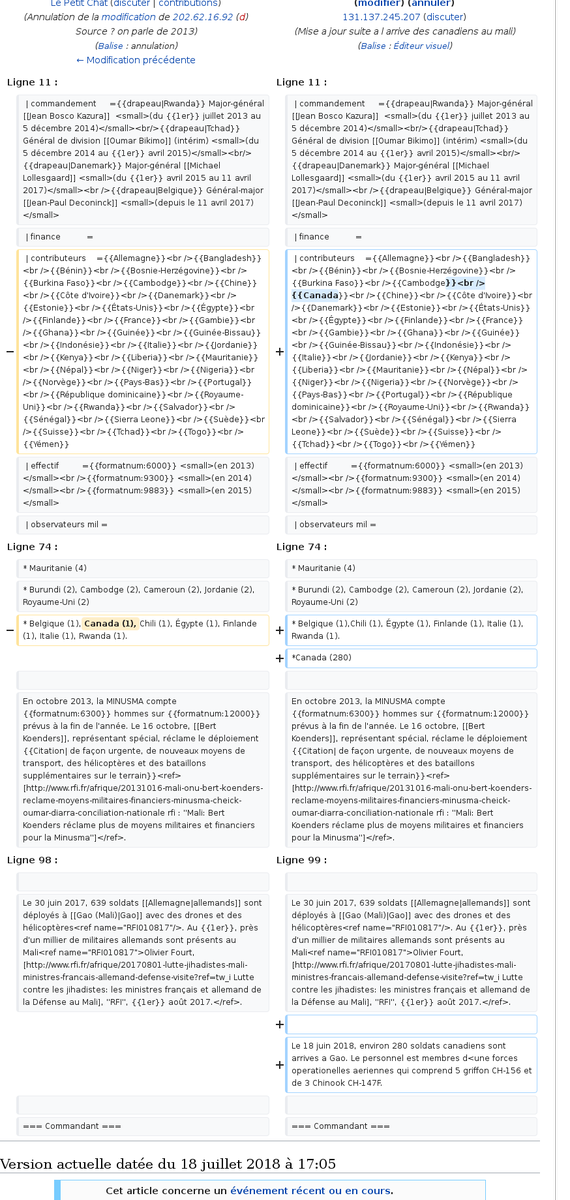 Le Petit Chat (discuter | contributions)
(Annulation de la modification de 202.62.16.92 (d)
Source ? on parle de 2013)
(Balise : annulation)
← Modification précédente
(modifier) (annuler)
131.137.245.207 (discuter)
(Mise a jour suite a l arrive des canadiens au mali)
(Balise : Éditeur visuel)
Ligne 11 :
| commandement ={{drapeau|Rwanda}} Major-général
[[Jean Bosco Kazura]] <small>(du {{1er}} juillet 2013 au
5 décembre 2014)</small><br/>{{drapeau|Tchad}}
Général de division [[Oumar Bikimo]] (intérim) <small>(du
5 décembre 2014 au {{1er}} avril 2015)</small><br/>
{{drapeau|Danemark}} Major-général [[Michael
Lollesgaard]] <small>(du {{1er}} avril 2015 au 11 avril
2017)</small><br />{{drapeau|Belgique}} Général-major
[[Jean-Paul Deconinck]] <small>(depuis le 11 avril 2017)
</small>
| finance =
− | contributeurs ={{Allemagne}}<br />{{Bangladesh}}
<br />{{Bénin}}<br />{{Bosnie-Herzégovine}}<br />
{{Burkina Faso}}<br />{{Cambodge}}<br />{{Chine}}
<br />{{Côte d'Ivoire}}<br />{{Danemark}}<br />
{{Estonie}}<br />{{États-Unis}}<br />{{Égypte}}<br />
{{Finlande}}<br />{{France}}<br />{{Gambie}}<br />
{{Ghana}}<br />{{Guinée}}<br />{{Guinée-Bissau}}<br
/>{{Indonésie}}<br />{{Italie}}<br />{{Jordanie}}<br
/>{{Kenya}}<br />{{Liberia}}<br />{{Mauritanie}}<br
/>{{Népal}}<br />{{Niger}}<br />{{Nigeria}}<br
/>{{Norvège}}<br />{{Pays-Bas}}<br />{{Portugal}}<br
/>{{République dominicaine}}<br />{{Royaume-
Uni}}<br />{{Rwanda}}<br />{{Salvador}}<br />
{{Sénégal}}<br />{{Sierra Leone}}<br />{{Suède}}<br
/>{{Suisse}}<br />{{Tchad}}<br />{{Togo}}<br />
{{Yémen}}
| effectif ={{formatnum:6000}} <small>(en 2013)
</small><br />{{formatnum:9300}} <small>(en 2014)
</small><br />{{formatnum:9883}} <small>(en 2015)
</small>
| observateurs mil =
Ligne 11 :
| commandement ={{drapeau|Rwanda}} Major-général
[[Jean Bosco Kazura]] <small>(du {{1er}} juillet 2013 au
5 décembre 2014)</small><br/>{{drapeau|Tchad}}
Général de division [[Oumar Bikimo]] (intérim) <small>(du
5 décembre 2014 au {{1er}} avril 2015)</small><br/>
{{drapeau|Danemark}} Major-général [[Michael
Lollesgaard]] <small>(du {{1er}} avril 2015 au 11 avril
2017)</small><br />{{drapeau|Belgique}} Général-major
[[Jean-Paul Deconinck]] <small>(depuis le 11 avril 2017)
</small>
| finance =
+ | contributeurs ={{Allemagne}}<br />{{Bangladesh}}
<br />{{Bénin}}<br />{{Bosnie-Herzégovine}}<br />
{{Burkina Faso}}<br />{{Cambodge}}<br />
{{Canada}}<br />{{Chine}}<br />{{Côte d'Ivoire}}<br
/>{{Danemark}}<br />{{Estonie}}<br />{{États-Unis}}
<br />{{Égypte}}<br />{{Finlande}}<br />{{France}}<br
/>{{Gambie}}<br />{{Ghana}}<br />{{Guinée}}<br
/>{{Guinée-Bissau}}<br />{{Indonésie}}<br
/>{{Italie}}<br />{{Jordanie}}<br />{{Kenya}}<br
/>{{Liberia}}<br />{{Mauritanie}}<br />{{Népal}}<br
/>{{Niger}}<br />{{Nigeria}}<br />{{Norvège}}<br
/>{{Pays-Bas}}<br />{{Portugal}}<br />{{République
dominicaine}}<br />{{Royaume-Uni}}<br />{{Rwanda}}
<br />{{Salvador}}<br />{{Sénégal}}<br />{{Sierra
Leone}}<br />{{Suède}}<br />{{Suisse}}<br />
{{Tchad}}<br />{{Togo}}<br />
{{Yémen}}
| effectif ={{formatnum:6000}} <small>(en 2013)
</small><br />{{formatnum:9300}} <small>(en 2014)
</small><br />{{formatnum:9883}} <small>(en 2015)
</small>
| observateurs mil =
Ligne 74 :
* Mauritanie (4)
* Burundi (2), Cambodge (2), Cameroun (2), Jordanie (2),
Royaume-Uni (2)
− * Belgique (1), Canada (1), Chili (1), Égypte (1), Finlande
(1), Italie (1), Rwanda (1).
En octobre 2013, la MINUSMA compte
{{formatnum:6300}} hommes sur {{formatnum:12000}}
prévus à la fin de l'année. Le 16 octobre, [[Bert
Koenders]], représentant spécial, réclame le déploiement
{{Citation| de façon urgente, de nouveaux moyens de
transport, des hélicoptères et des bataillons
supplémentaires sur le terrain}}<ref>
[http://www.rfi.fr/afrique/20131016-mali-onu-bert-koenders-
reclame-moyens-militaires-financiers-minusma-cheick-
oumar-diarra-conciliation-nationale rfi : ''Mali: Bert
Koenders réclame plus de moyens militaires et financiers
pour la Minusma'']</ref>.
Ligne 74 :
* Mauritanie (4)
* Burundi (2), Cambodge (2), Cameroun (2), Jordanie (2),
Royaume-Uni (2)
+ * Belgique (1),Chili (1), Égypte (1), Finlande (1), Italie (1),
Rwanda (1).
+ *Canada (280)
En octobre 2013, la MINUSMA compte
{{formatnum:6300}} hommes sur {{formatnum:12000}}
prévus à la fin de l'année. Le 16 octobre, [[Bert
Koenders]], représentant spécial, réclame le déploiement
{{Citation| de façon urgente, de nouveaux moyens de
transport, des hélicoptères et des bataillons
supplémentaires sur le terrain}}<ref>
[http://www.rfi.fr/afrique/20131016-mali-onu-bert-koenders-
reclame-moyens-militaires-financiers-minusma-cheick-
oumar-diarra-conciliation-nationale rfi : ''Mali: Bert
Koenders réclame plus de moyens militaires et financiers
pour la Minusma'']</ref>.
Ligne 98 :
Le 30 juin 2017, 639 soldats [[Allemagne|allemands]] sont
déployés à [[Gao (Mali)|Gao]] avec des drones et des
hélicoptères<ref name="RFI010817"/>. Au {{1er}}, près
d'un millier de militaires allemands sont présents au
Mali<ref name="RFI010817">Olivier Fourt,
[http://www.rfi.fr/afrique/20170801-lutte-jihadistes-mali-
ministres-francais-allemand-defense-visite?ref=tw_i Lutte
contre les jihadistes: les ministres français et allemand de
la Défense au Mali], ''RFI'', {{1er}} août 2017.</ref>.
=== Commandant ===
Ligne 99 :
Le 30 juin 2017, 639 soldats [[Allemagne|allemands]] sont
déployés à [[Gao (Mali)|Gao]] avec des drones et des
hélicoptères<ref name="RFI010817"/>. Au {{1er}}, près
d'un millier de militaires allemands sont présents au
Mali<ref name="RFI010817">Olivier Fourt,
[http://www.rfi.fr/afrique/20170801-lutte-jihadistes-mali-
ministres-francais-allemand-defense-visite?ref=tw_i Lutte
contre les jihadistes: les ministres français et allemand de
la Défense au Mali], ''RFI'', {{1er}} août 2017.</ref>.
+
+ Le 18 juin 2018, environ 280 soldats canadiens sont
arrives a Gao. Le personnel est membres d<une forces
operationelles aeriennes qui comprend 5 griffon CH-156 et
de 3 Chinook CH-147F.
=== Commandant ===
Version actuelle datée du 18 juillet 2018 à 17:05
Cet article concerne un événement récent ou en cours.